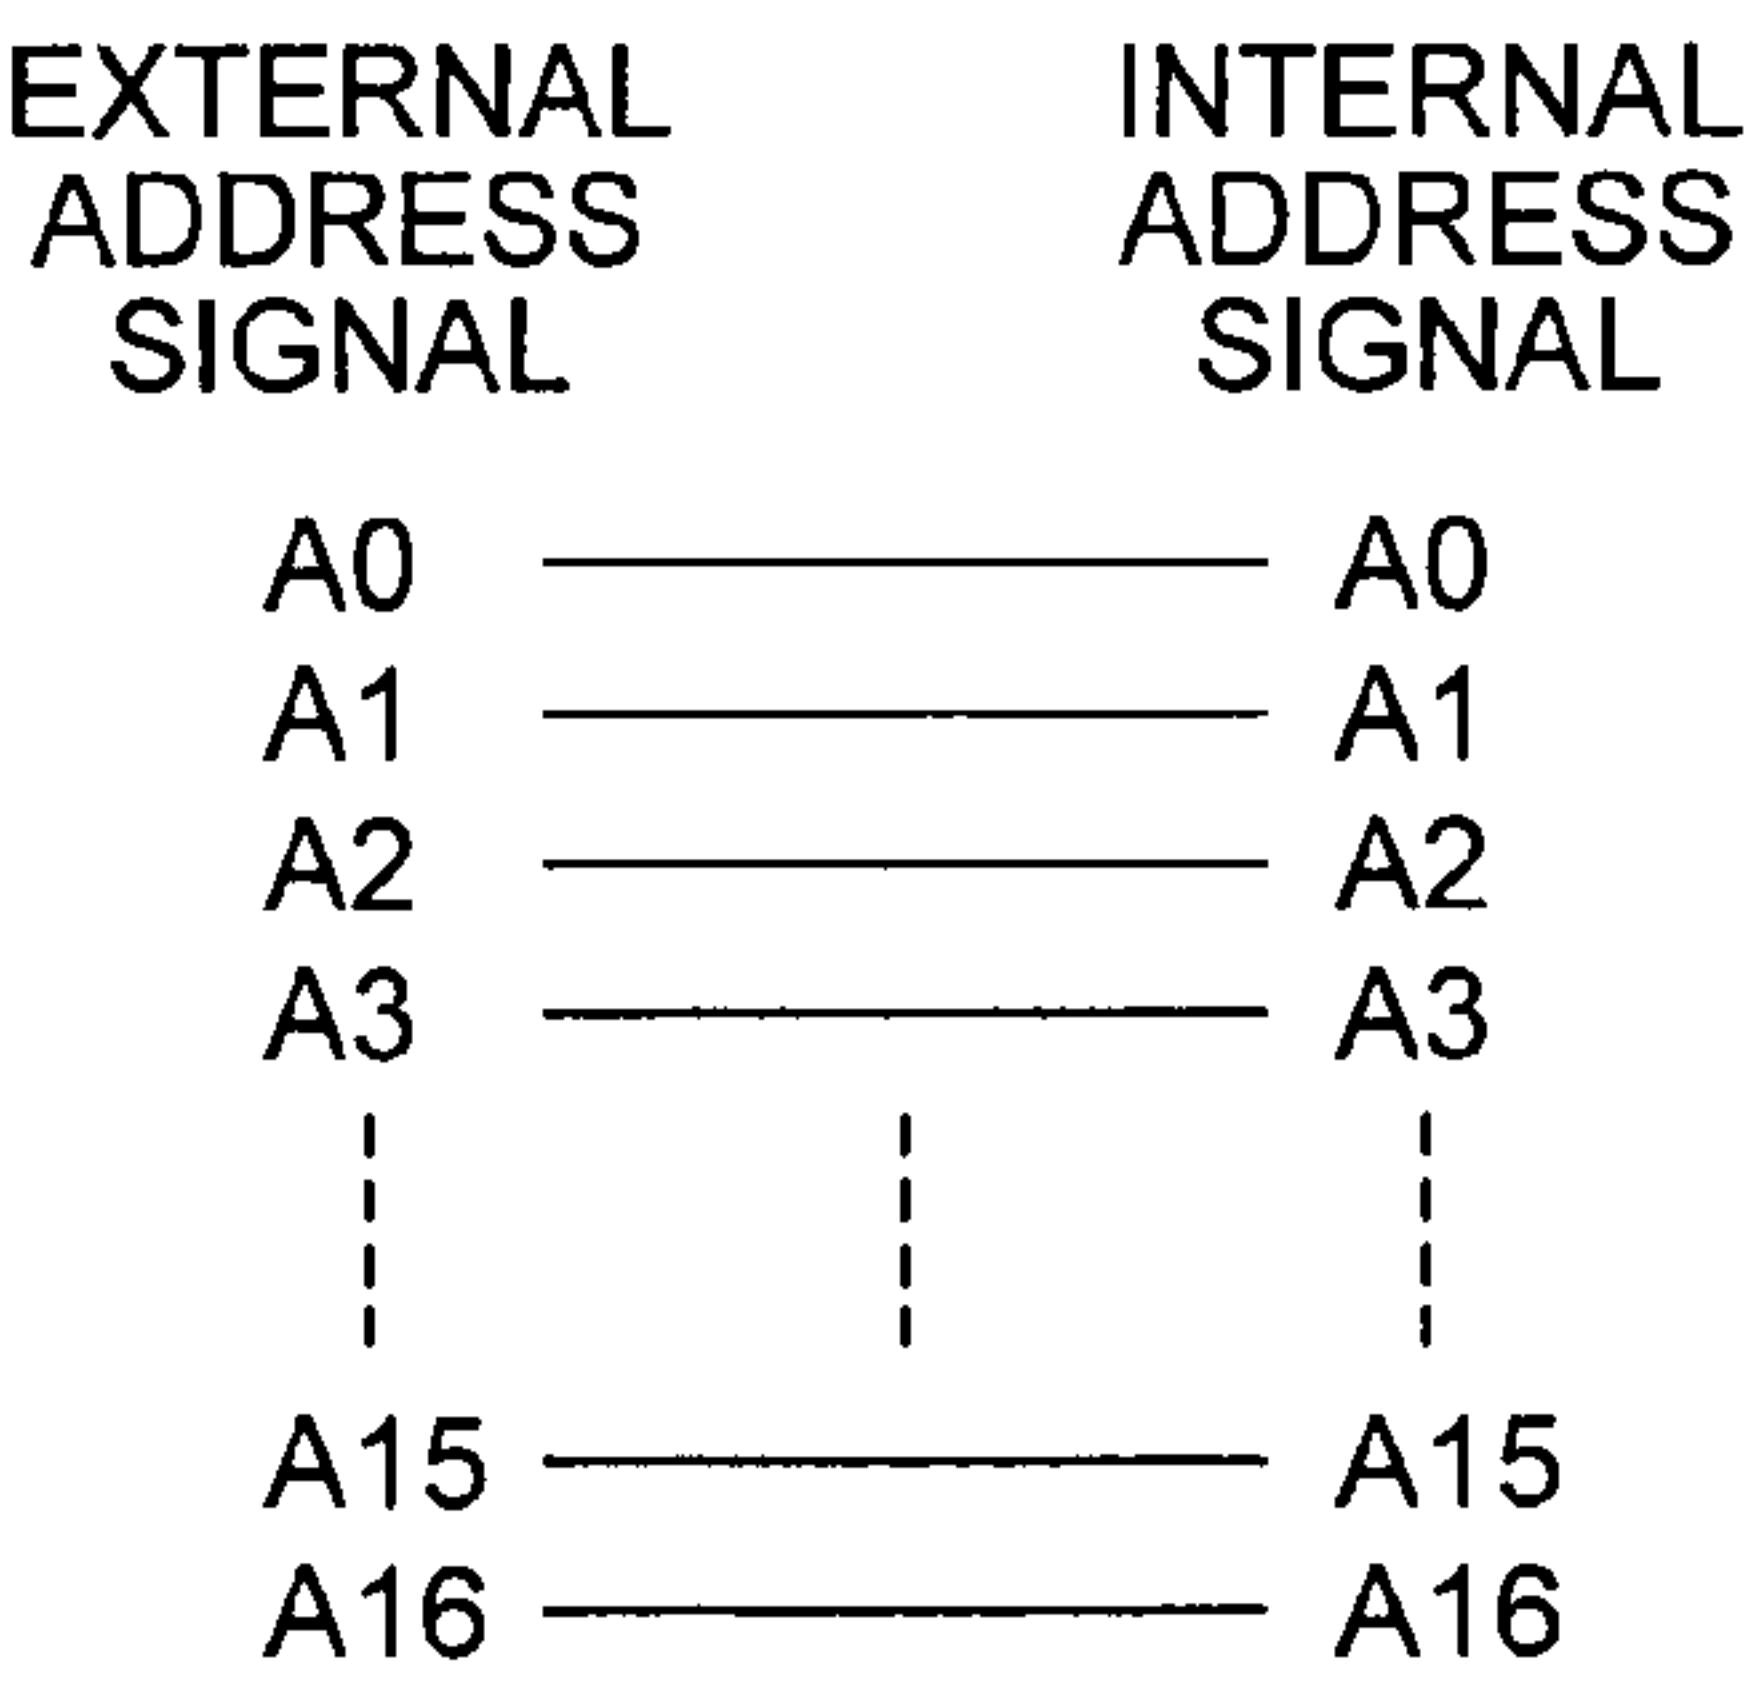 EXTERNAL ADDRESS SIGNAL
INTERNAL ADDRESS SIGNAL
A0 A0
A1 A1
A2 A2
A3 A3
A15 A15
A16 A16